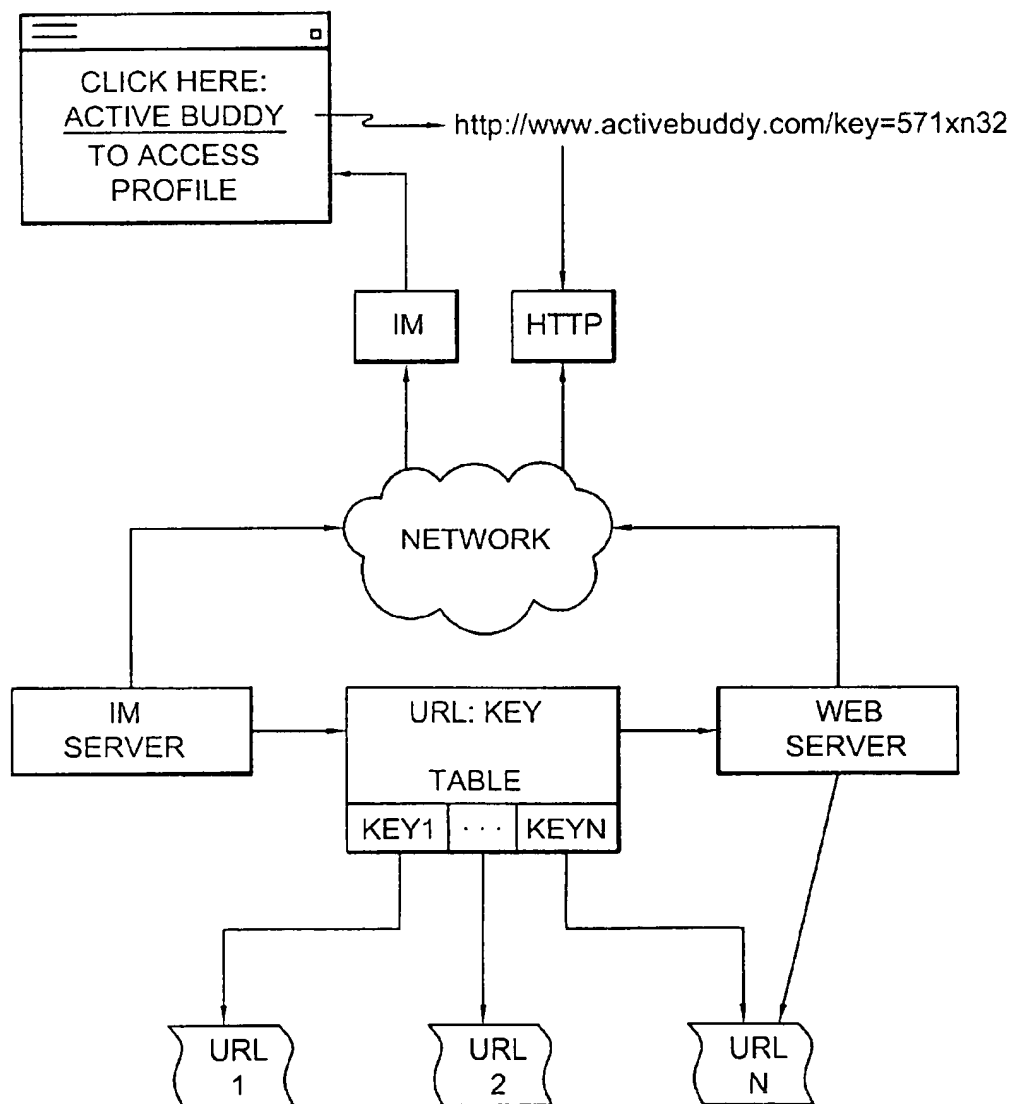 CLICK HERE:
ACTIVE BUDDY
TO ACCESS
PROFILE
http://www.activebuddy.com/key=571xn32
IM
HTTP
NETWORK
IM
SERVER
URL: KEY
TABLE
KEY1
...
KEYN
WEB
SERVER
URL
1
URL
2
URL
N